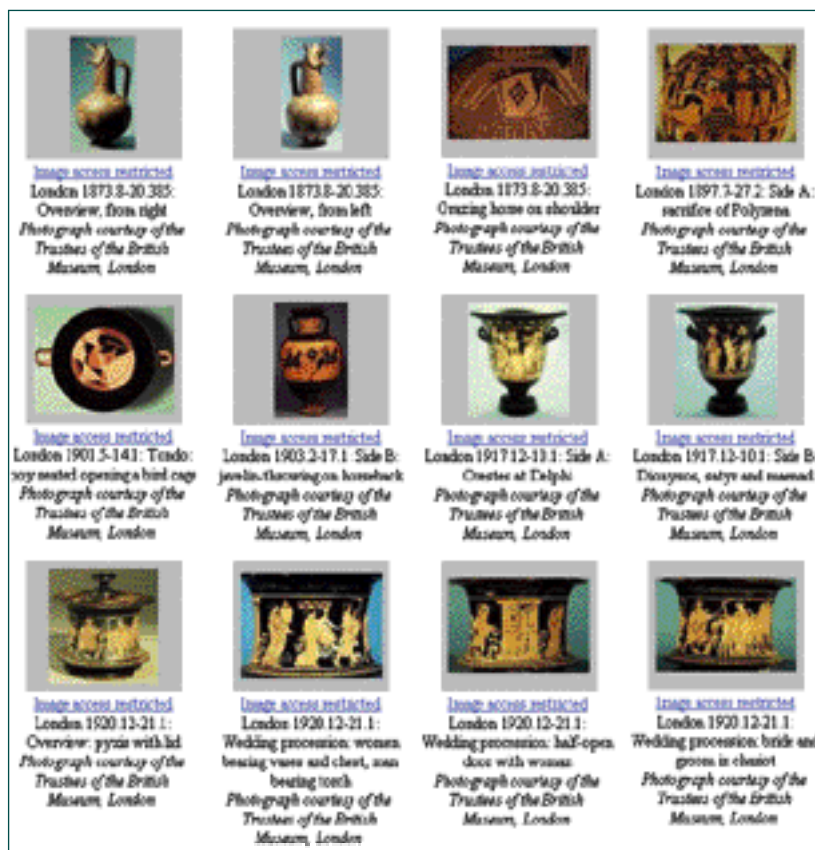 Image access restricted
London 1873.8-20.385:
Overview, from right
Photograph courtesy of the
Trustees of the British
Museum, London
Image access restricted
London 1873.8-20.385:
Overview, from left
Photograph courtesy of the
Trustees of the British
Museum, London
Image access restricted
London 1873.8-20.385:
Grazing horse on shoulder
Photograph courtesy of the
Trustees of the British
Museum, London
Image access restricted
London 1897.7-27.2: Side A:
sacrifice of Polyxena
Photograph courtesy of the
Trustees of the British
Museum, London
Image access restricted
London 1901.5-14.1: Tondo:
boy seated opening a bird cage
Photograph courtesy of the
Trustees of the British
Museum, London
Image access restricted
London 1903.2-17.1: Side B:
javelin-throwing on horseback
Photograph courtesy of the
Trustees of the British
Museum, London
Image access restricted
London 1917.12-10.1: Side A:
Orestes at Delphi
Photograph courtesy of the
Trustees of the British
Museum, London
Image access restricted
London 1917.12-10.1: Side B:
Dionysos, satyr and maenad
Photograph courtesy of the
Trustees of the British
Museum, London
Image access restricted
London 1920.12-21.1:
Overview: pyxis with lid
Photograph courtesy of the
Trustees of the British
Museum, London
Image access restricted
London 1920.12-21.1:
Wedding procession: women
bearing vases and chest, man
bearing torch
Photograph courtesy of the
Trustees of the British
Museum, London
Image access restricted
London 1920.12-21.1:
Wedding procession: half-open
door with woman
Photograph courtesy of the
Trustees of the British
Museum, London
Image access restricted
London 1920.12-21.1:
Wedding procession: bride and
groom in chariot
Photograph courtesy of the
Trustees of the British
Museum, London